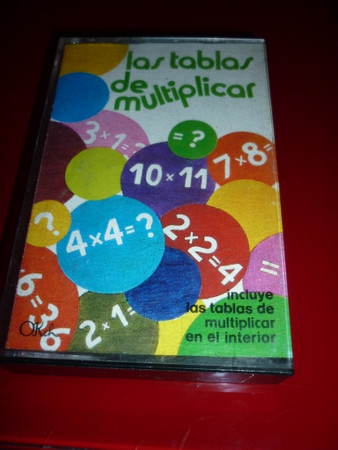 las tablas
de
multiplicar
3×1=?
=?
10×11
7×8=
?
4×4=?
2×2=4
=
6=36
2×1=
incluye
las tablas de
multiplicar
en el interior